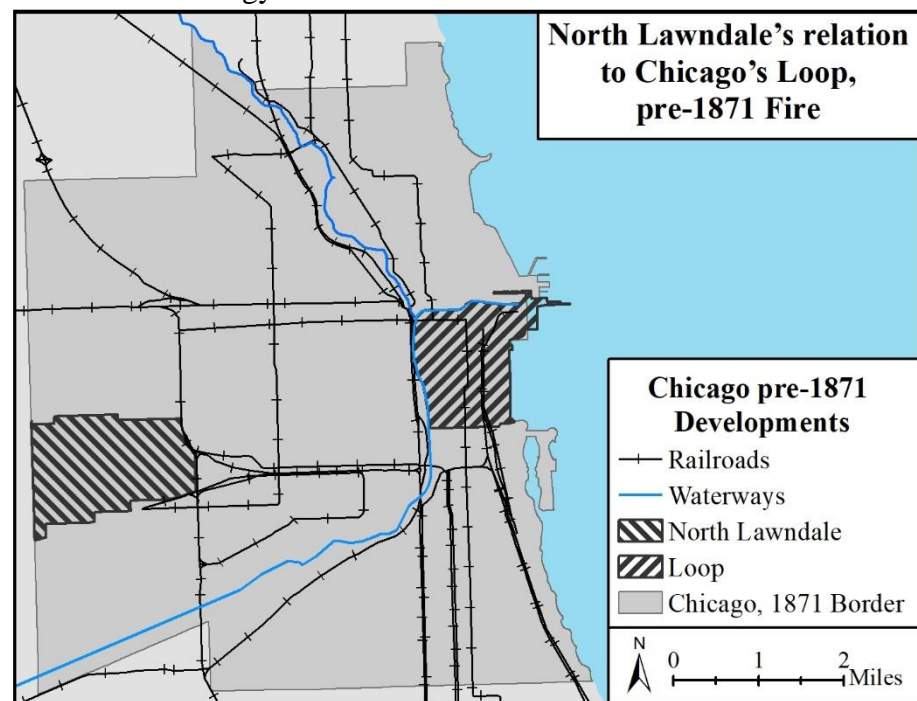 North Lawndale's relation
to Chicago's Loop,
pre-1871 Fire
Chicago pre-1871
Developments
Railroads
Waterways
North Lawndale
Loop
Chicago, 1871 Border
N
0 1 2
Miles